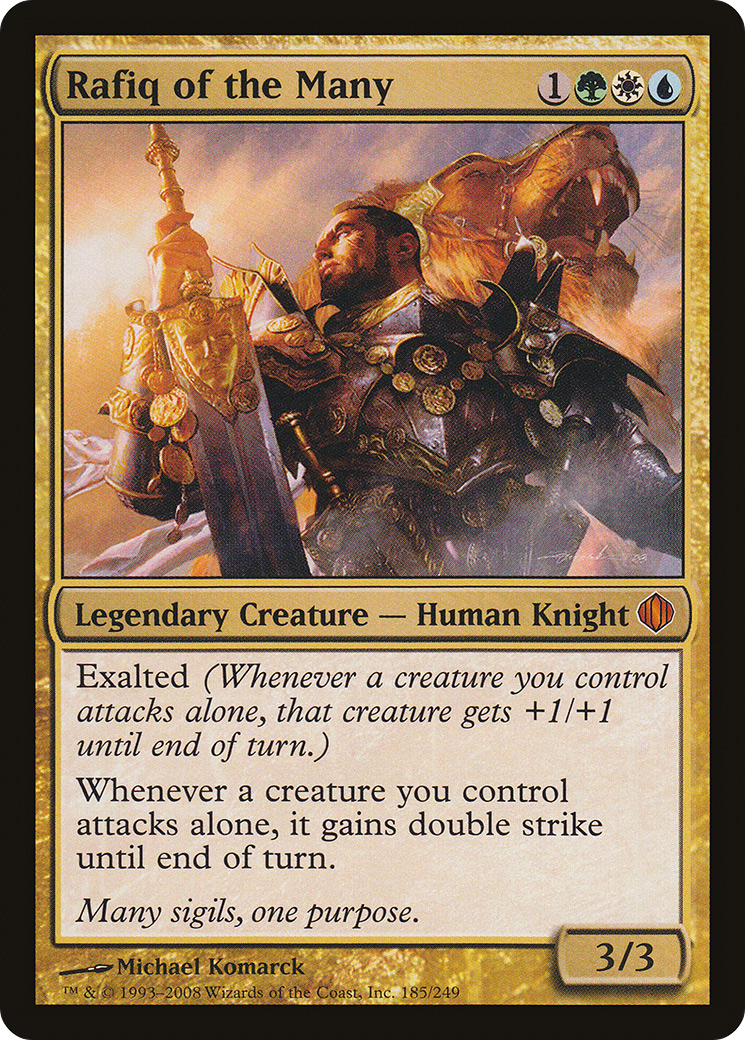 Rafiq of the Many
1
Legendary Creature — Human Knight
Exalted (Whenever a creature you control
attacks alone, that creature gets +1/+1
until end of turn.)
Whenever a creature you control
attacks alone, it gains double strike
until end of turn.
Many sigils, one purpose.
3/3
Michael Komarck
™ & © 1993–2008 Wizards of the Coast, Inc. 185/249